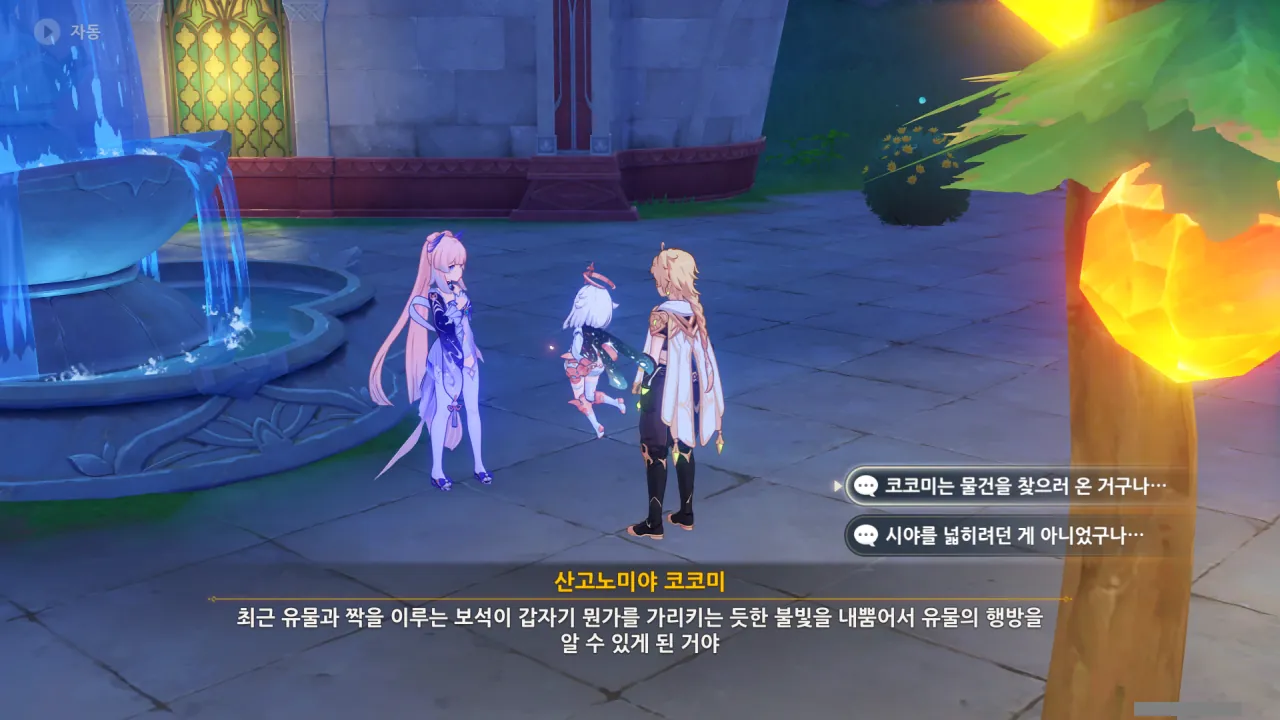 자동
코코미는 물건을 찾으러 온 거구나…
시야를 넓히려던 게 아니었구나…
산고노미야 코코미
최근 유물과 짝을 이루는 보석이 갑자기 뭔가를 가리키는 듯한 불빛을 내뿜어서 유물의 행방을
알 수 있게 된 거야